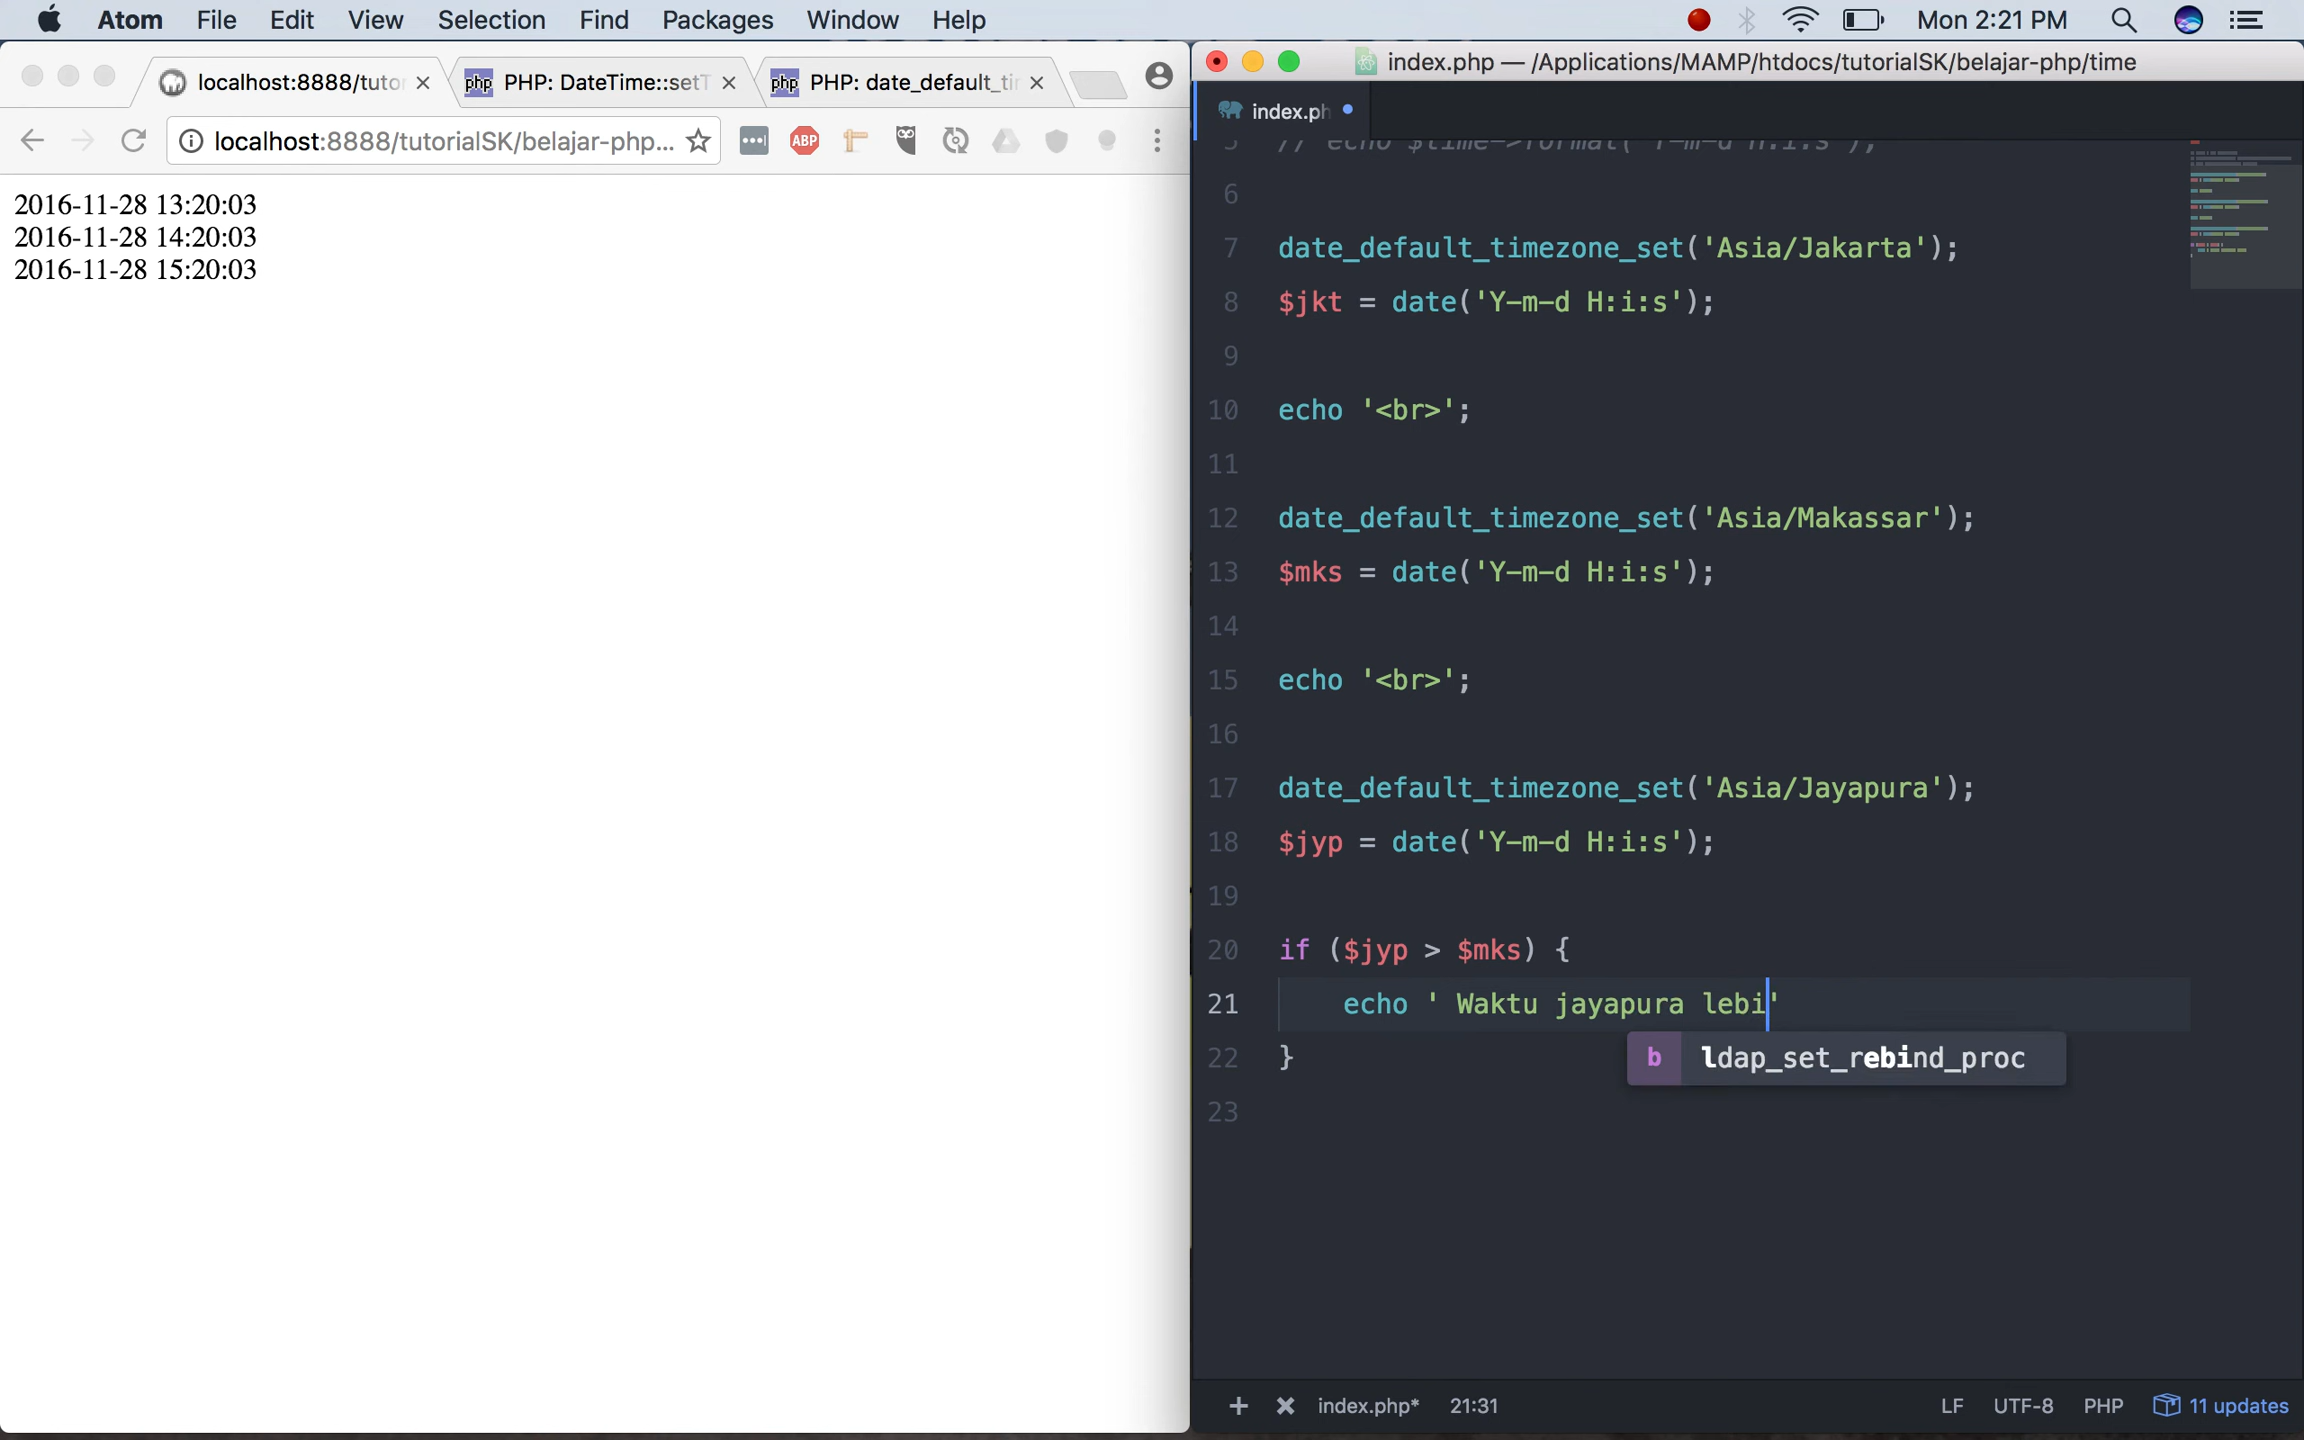 Atom File Edit View Selection Find Packages Window Help Mon 2:21 PM
localhost:8888/tuto PHP: DateTime::setT PHP: date_default_ti
localhost:8888/tutorialSK/belajar-php... ABP
2016-11-28 13:20:03
2016-11-28 14:20:03
2016-11-28 15:20:03
index.php — /Applications/MAMP/htdocs/tutorialSK/belajar-php/time
index.ph
5 // echo $time->format('Y-m-d H:i:s');
6
7 date_default_timezone_set('Asia/Jakarta');
8 $jkt = date('Y-m-d H:i:s');
9
10 echo '<br>';
11
12 date_default_timezone_set('Asia/Makassar');
13 $mks = date('Y-m-d H:i:s');
14
15 echo '<br>';
16
17 date_default_timezone_set('Asia/Jayapura');
18 $jyp = date('Y-m-d H:i:s');
19
20 if ($jyp > $mks) {
21 echo ' Waktu jayapura lebi'
22 }
b ldap_set_rebind_proc
23
index.php* 21:31 LF UTF-8 PHP 11 updates